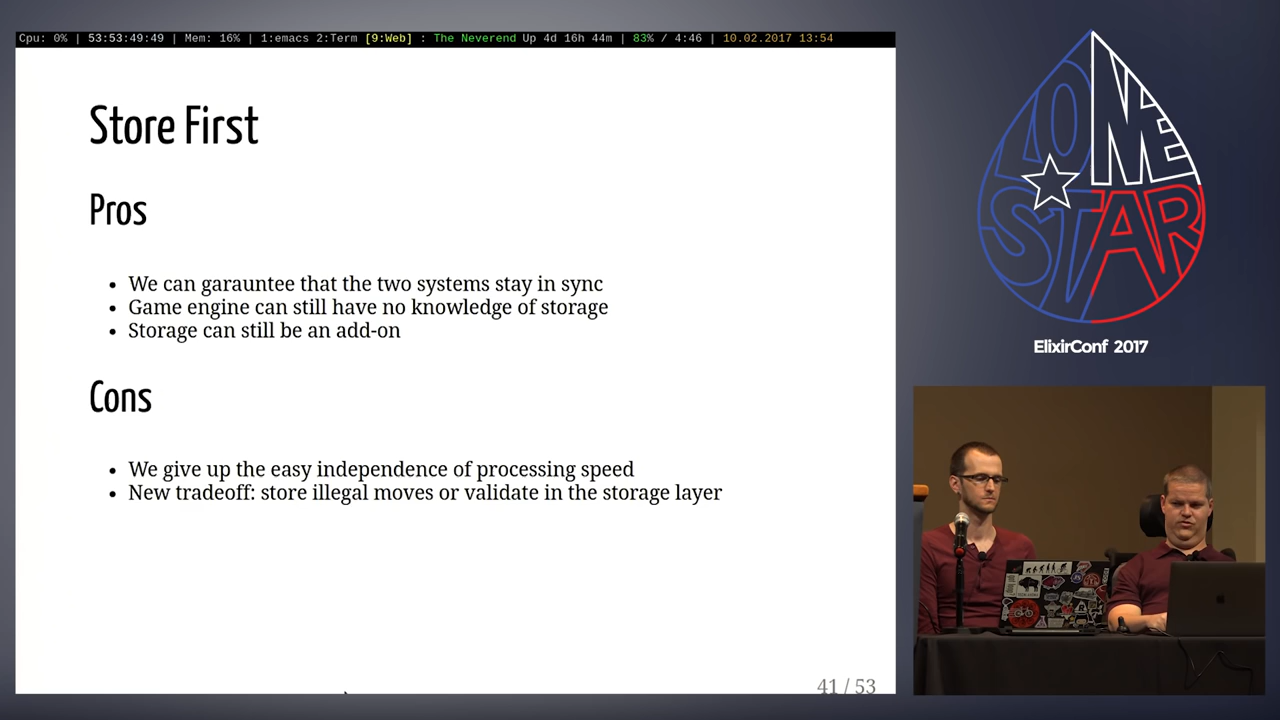 Cpu: 0% | 53:53:49:49 | Mem: 16% | 1:emacs 2:Term [9:Web] : The Neverend Up 4d 16h 44m | 83% / 4:46 | 10.02.2017 13:54
Store First
Pros
• We can garauntee that the two systems stay in sync
• Game engine can still have no knowledge of storage
• Storage can still be an add-on
Cons
• We give up the easy independence of processing speed
• New tradeoff: store illegal moves or validate in the storage layer
41 / 53
LONE
STAR
ElixirConf 2017